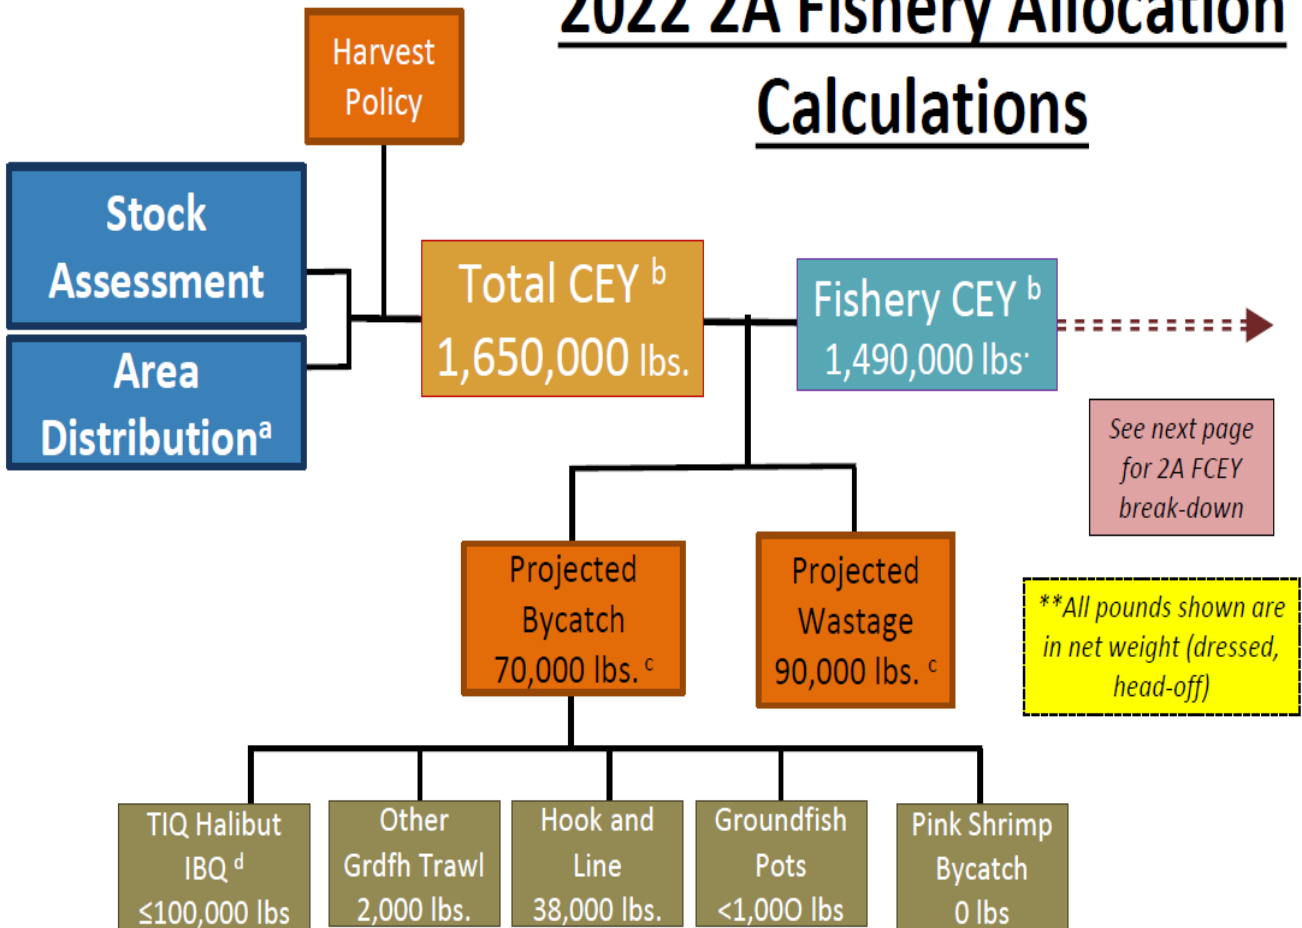 2022 2A Fishery Allocation
Calculations
Harvest
Policy
Stock
Assessment
Area
Distributionᵃ
Total CEY ᵇ
1,650,000 lbs.
Fishery CEY ᵇ
1,490,000 lbs.
See next page
for 2A FCEY
break-down
Projected
Bycatch
70,000 lbs. ᶜ
Projected
Wastage
90,000 lbs. ᶜ
**All pounds shown are
in net weight (dressed,
head-off)
TIQ Halibut
IBQ ᵈ
≤100,000 lbs
Other
Grdfh Trawl
2,000 lbs.
Hook and
Line
38,000 lbs.
Groundfish
Pots
<1,00O lbs
Pink Shrimp
Bycatch
0 lbs